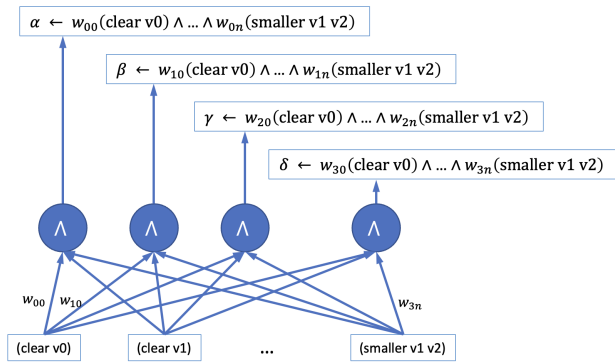 α ← w₀₀(clear v0) ∧ ... ∧ w₀ₙ(smaller v1 v2)
β ← w₁₀(clear v0) ∧ ... ∧ w₁ₙ(smaller v1 v2)
γ ← w₂₀(clear v0) ∧ ... ∧ w₂ₙ(smaller v1 v2)
δ ← w₃₀(clear v0) ∧ ... ∧ w₃ₙ(smaller v1 v2)
∧ ∧ ∧ ∧
w₀₀ w₁₀ w₃ₙ
(clear v0) (clear v1) ... (smaller v1 v2)